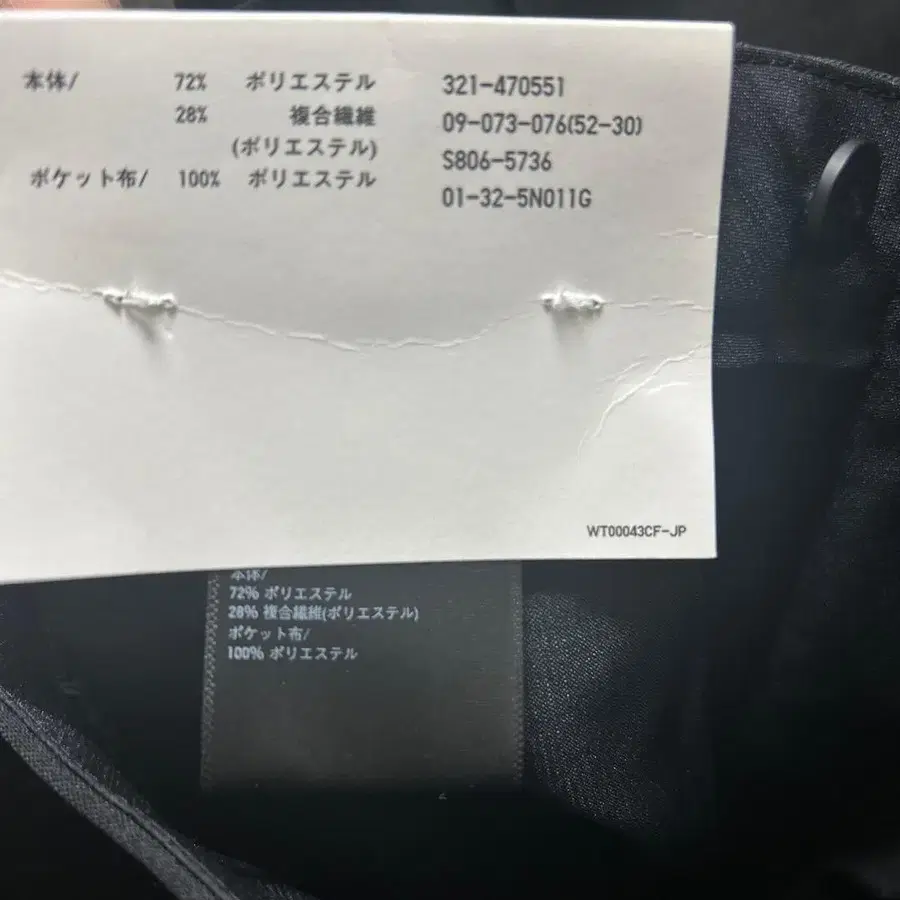 本体/ 72% ポリエステル
28% 複合繊維
(ポリエステル)
ポケット布/ 100% ポリエステル
321-470551
09-073-076(52-30)
S806-5736
01-32-5N011G
WT00043CF-JP
本体/
72% ポリエステル
28% 複合繊維(ポリエステル)
ポケット布/
100% ポリエステル